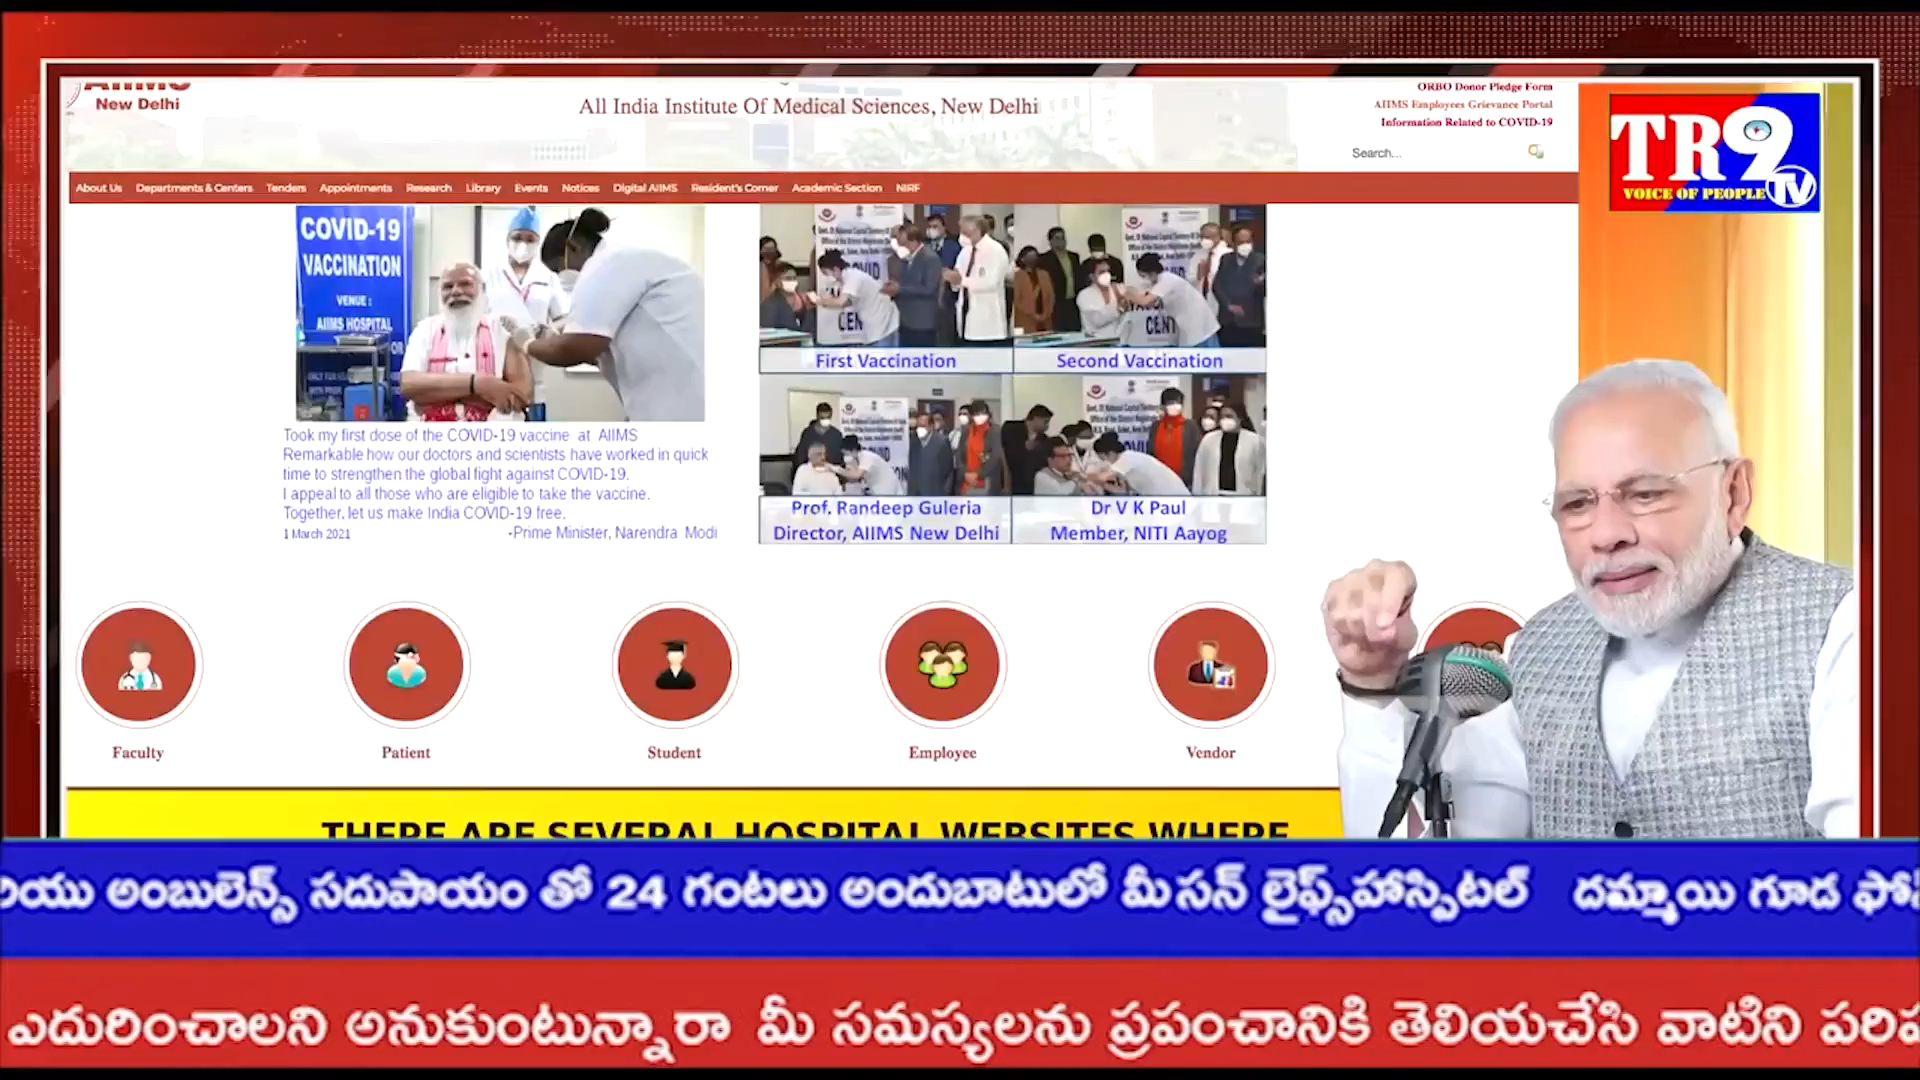 AIIMS
New Delhi
All India Institute Of Medical Sciences, New Delhi
ORBO Donor Pledge Form
AIIMS Employees Grievance Portal
Information Related to COVID-19
Search...
TR9
TV
VOICE OF PEOPLE
About Us Departments & Centers Tenders Appointments Research Library Events Notices Digital AIIMS Resident's Corner Academic Section NIRF
COVID-19
VACCINATION
VENUE :
AIIMS HOSPITAL
First Vaccination
Second Vaccination
Took my first dose of the COVID-19 vaccine at AIIMS
Remarkable how our doctors and scientists have worked in quick
time to strengthen the global fight against COVID-19.
I appeal to all those who are eligible to take the vaccine.
Together, let us make India COVID-19 free.
1 March 2021 -Prime Minister, Narendra Modi
Prof. Randeep Guleria
Director, AIIMS New Delhi
Dr V K Paul
Member, NITI Aayog
Faculty
Patient
Student
Employee
Vendor
THERE ARE SEVERAL HOSPITAL WEBSITES WHERE
అంబులెన్స్ సదుపాయం తో 24 గంటలు అందుబాటులో మీ సన్ లైఫ్స్‌హాస్పిటల్ దమ్మాయి గూడ
ఎదురించాలని అనుకుంటున్నారా మీ సమస్యలను ప్రపంచానికి తెలియచేసి వాటిని